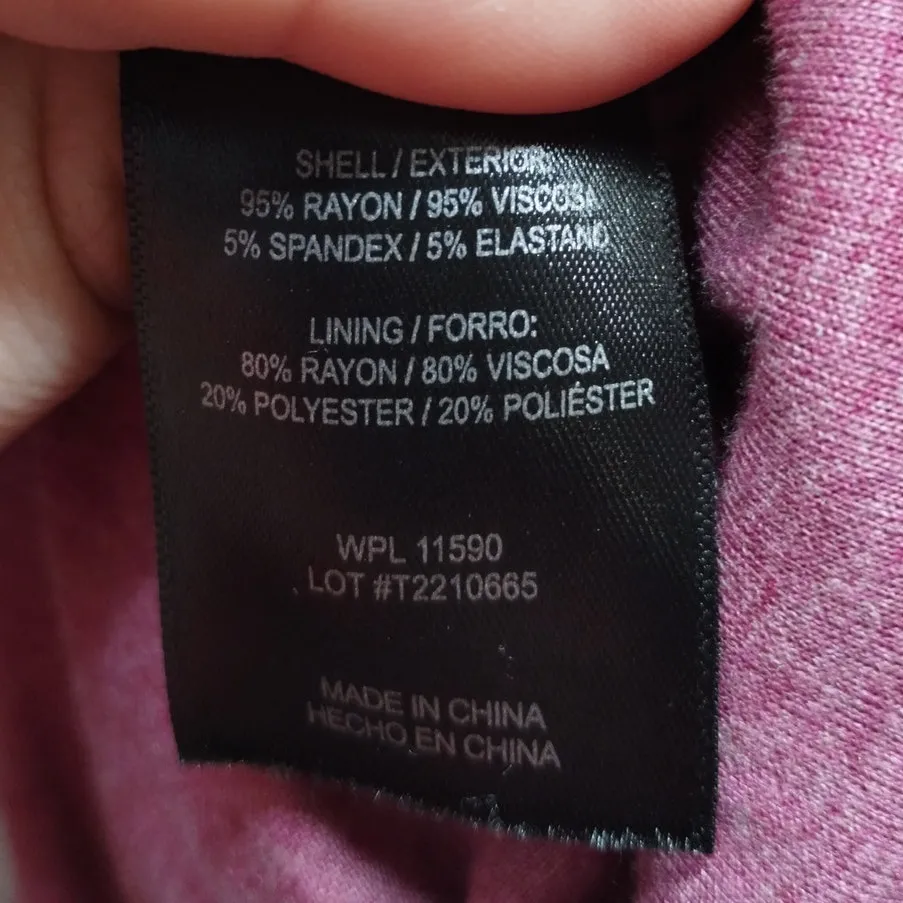 SHELL / EXTERIOR:
95% RAYON / 95% VISCOSA
5% SPANDEX / 5% ELASTANO
LINING / FORRO:
80% RAYON / 80% VISCOSA
20% POLYESTER / 20% POLIÉSTER
WPL 11590
LOT #T2210665
MADE IN CHINA
HECHO EN CHINA